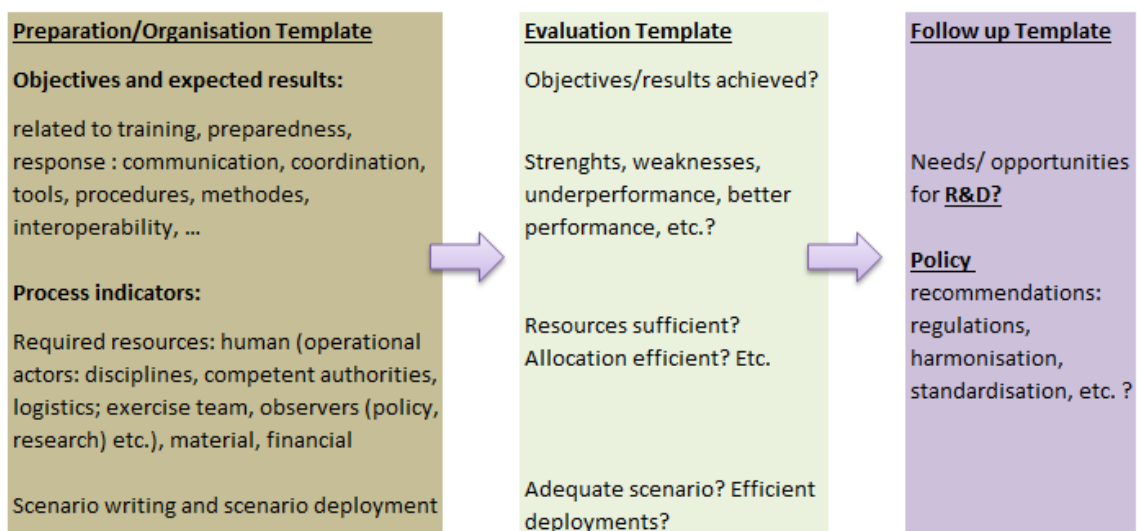 Preparation/Organisation Template
Objectives and expected results:
related to training, preparedness,
response : communication, coordination,
tools, procedures, methodes,
interoperability, …
Process indicators:
Required resources: human (operational
actors: disciplines, competent authorities,
logistics; exercise team, observers (policy,
research) etc.), material, financial
Scenario writing and scenario deployment
Evaluation Template
Objectives/results achieved?
Strenghts, weaknesses,
underperformance, better
performance, etc.?
Resources sufficient?
Allocation efficient? Etc.
Adequate scenario? Efficient
deployments?
Follow up Template
Needs/ opportunities
for R&D?
Policy
recommendations:
regulations,
harmonisation,
standardisation, etc. ?